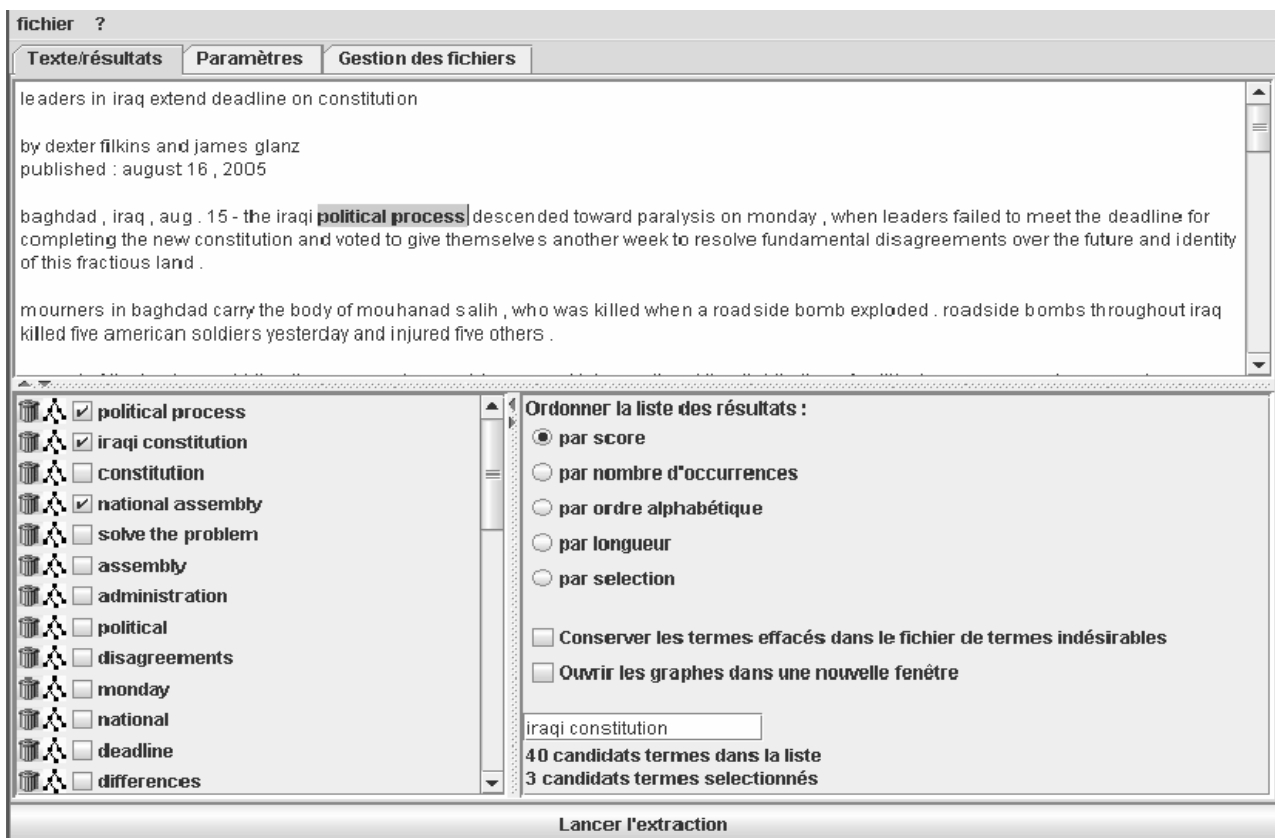 fichier ?
Texte/résultats Paramètres Gestion des fichiers
leaders in iraq extend deadline on constitution
by dexter filkins and james glanz
published : august 16 , 2005
baghdad , iraq , aug . 15 - the iraqi political process descended toward paralysis on monday , when leaders failed to meet the deadline for
completing the new constitution and voted to give themselves another week to resolve fundamental disagreements over the future and identity
of this fractious land .
mourners in baghdad carry the body of mouhanad salih , who was killed when a roadside bomb exploded . roadside bombs throughout iraq
killed five american soldiers yesterday and injured five others .
political process
iraqi constitution
constitution
national assembly
solve the problem
assembly
administration
political
disagreements
monday
national
deadline
differences
Ordonner la liste des résultats :
par score
par nombre d'occurrences
par ordre alphabétique
par longueur
par selection
Conserver les termes effacés dans le fichier de termes indésirables
Ouvrir les graphes dans une nouvelle fenêtre
iraqi constitution
40 candidats termes dans la liste
3 candidats termes selectionnés
Lancer l'extraction